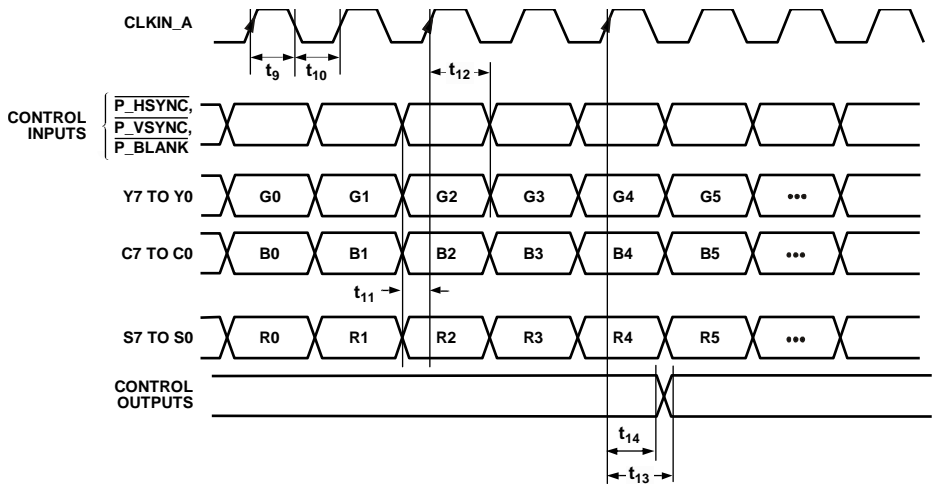 CLKIN_A
t9 t10 t12
CONTROL INPUTS
P_HSYNC,
P_VSYNC,
P_BLANK
Y7 TO Y0 G0 G1 G2 G3 G4 G5 •••
C7 TO C0 B0 B1 B2 B3 B4 B5 •••
t11
S7 TO S0 R0 R1 R2 R3 R4 R5 •••
CONTROL OUTPUTS
t14
t13